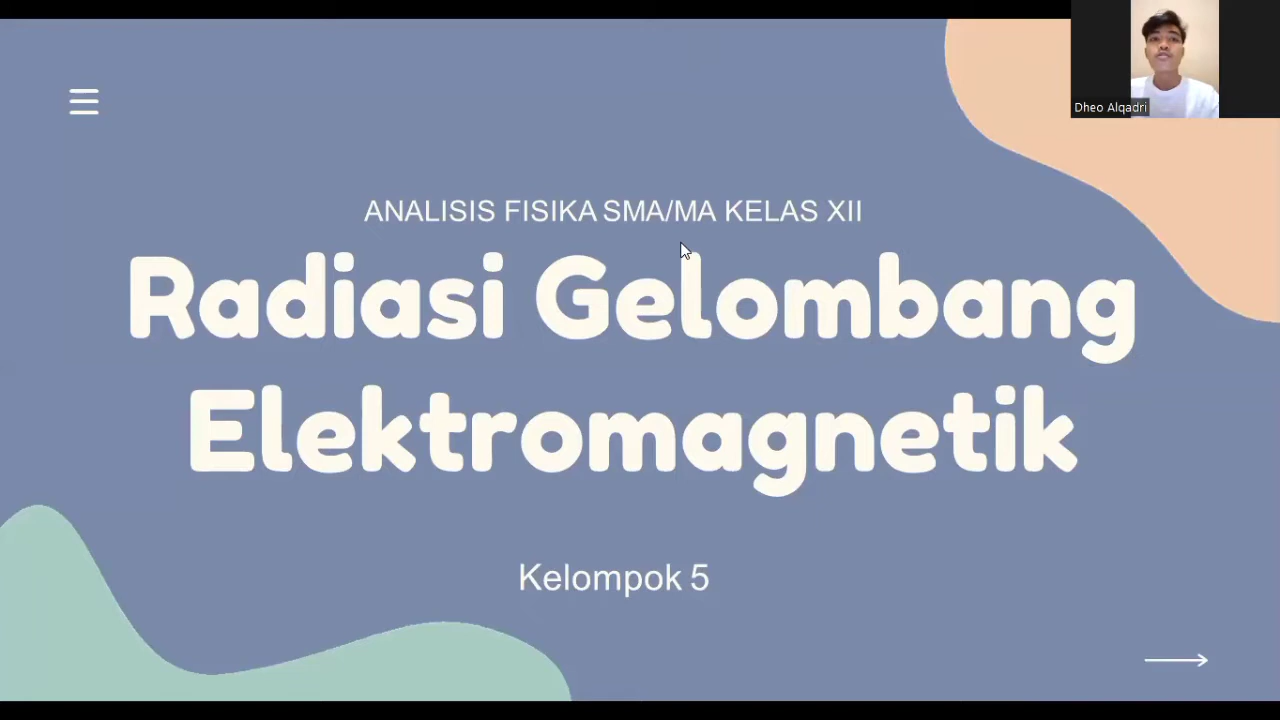 Dheo Alqadri
ANALISIS FISIKA SMA/MA KELAS XII
Radiasi Gelombang
Elektromagnetik
Kelompok 5